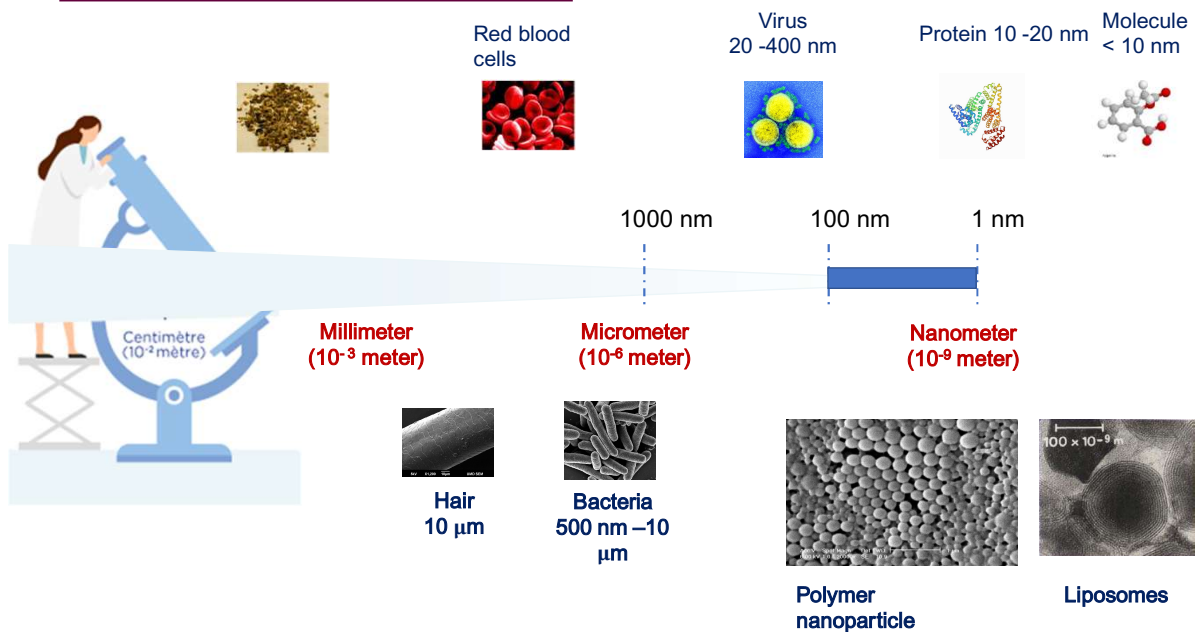 Red blood
cells
Virus
20 -400 nm
Protein 10 -20 nm
Molecule
< 10 nm
1000 nm
100 nm
1 nm
Centimètre
(10⁻² mètre)
Millimeter
(10⁻³ meter)
Micrometer
(10⁻⁶ meter)
Nanometer
(10⁻⁹ meter)
100 x 10⁻⁹ m
Hair
10 μm
Bacteria
500 nm –10
μm
Polymer
nanoparticle
Liposomes